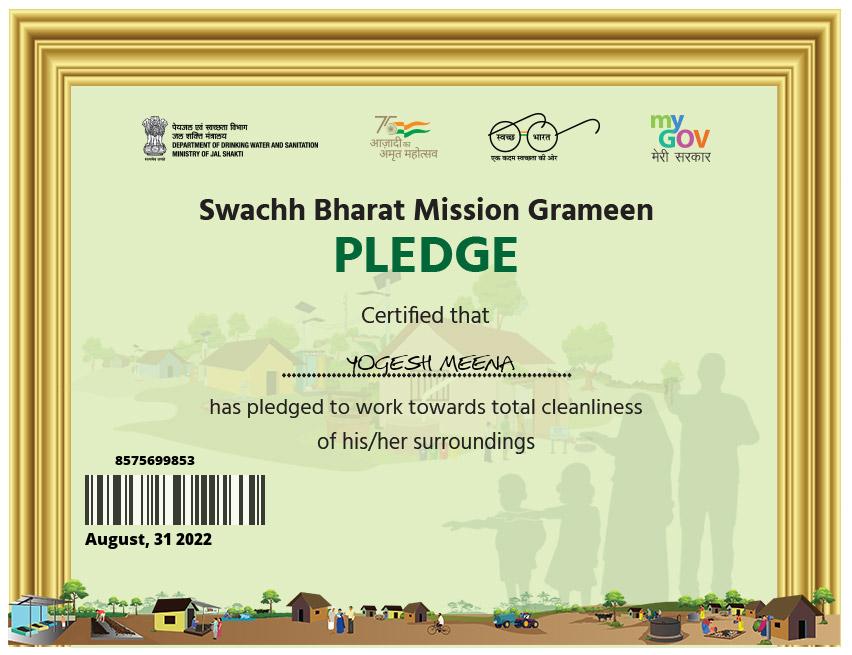 पेयजल एवं स्वच्छता विभाग
जल शक्ति मंत्रालय
DEPARTMENT OF DRINKING WATER AND SANITATION
MINISTRY OF JAL SHAKTI
सत्यमेव जयते
75
आज़ादी का
अमृत महोत्सव
स्वच्छ भारत
एक कदम स्वच्छता की ओर
my
GOV
मेरी सरकार
Swachh Bharat Mission Grameen
PLEDGE
Certified that
YOGESH MEENA
has pledged to work towards total cleanliness
of his/her surroundings
8575699853
August, 31 2022